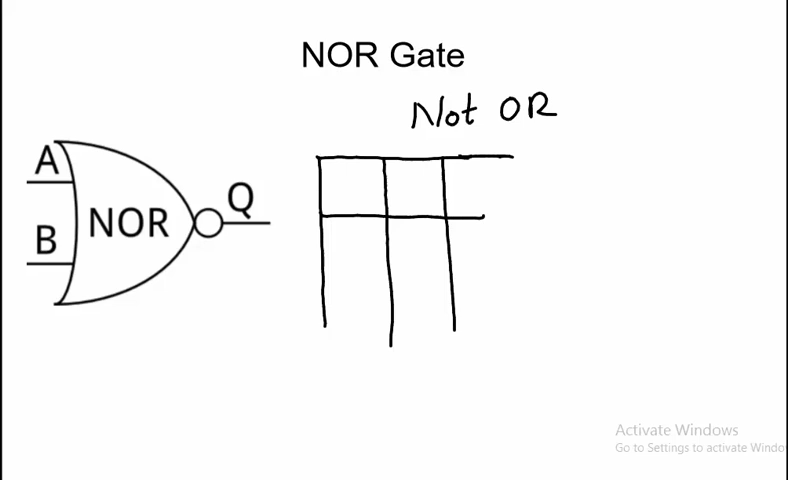 NOR Gate
Not OR
A
NOR
Q
B
Activate Windows
Go to Settings to activate Windo